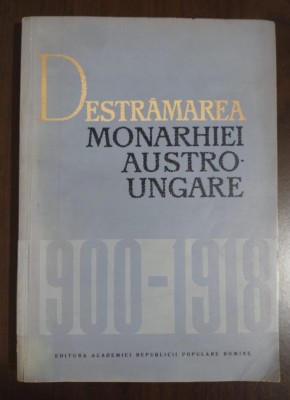 DESTRĂMAREA
MONARHIEI
AUSTRO-
UNGARE
1900-1918
EDITURA ACADEMIEI REPUBLICII POPULARE ROMÎNE